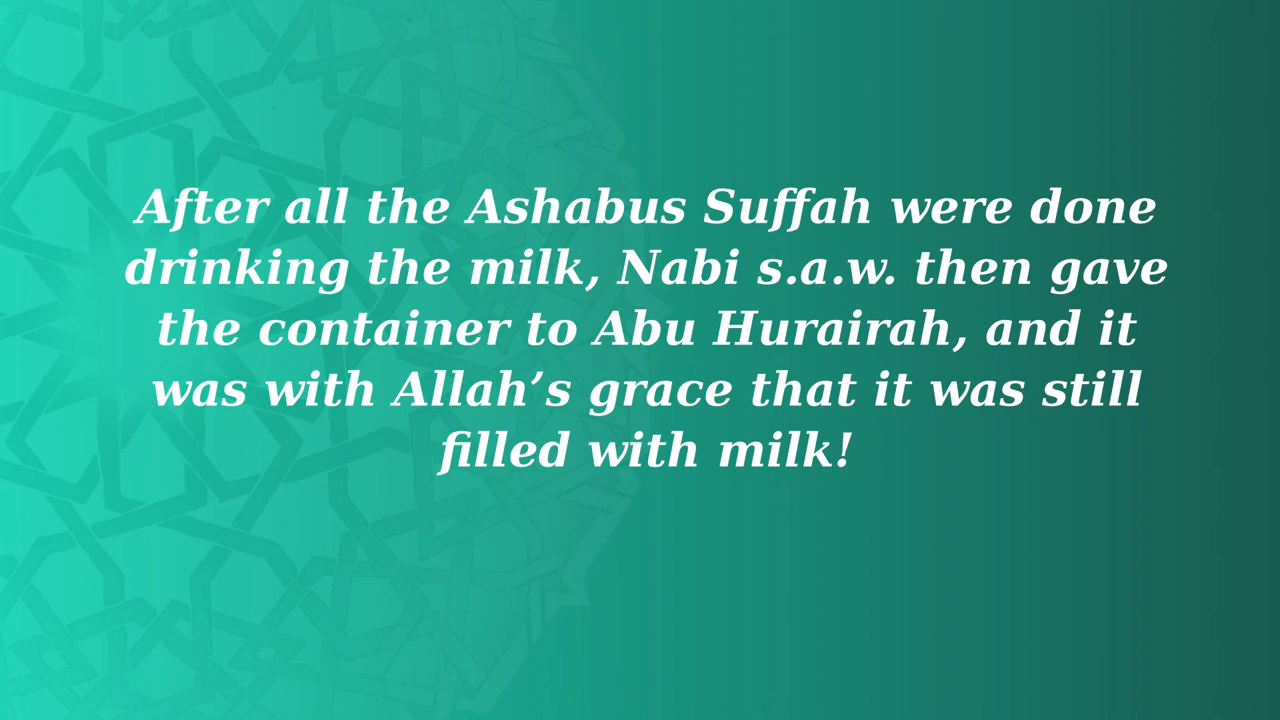 After all the Ashabus Suffah were done
drinking the milk, Nabi s.a.w. then gave
the container to Abu Hurairah, and it
was with Allah’s grace that it was still
filled with milk!